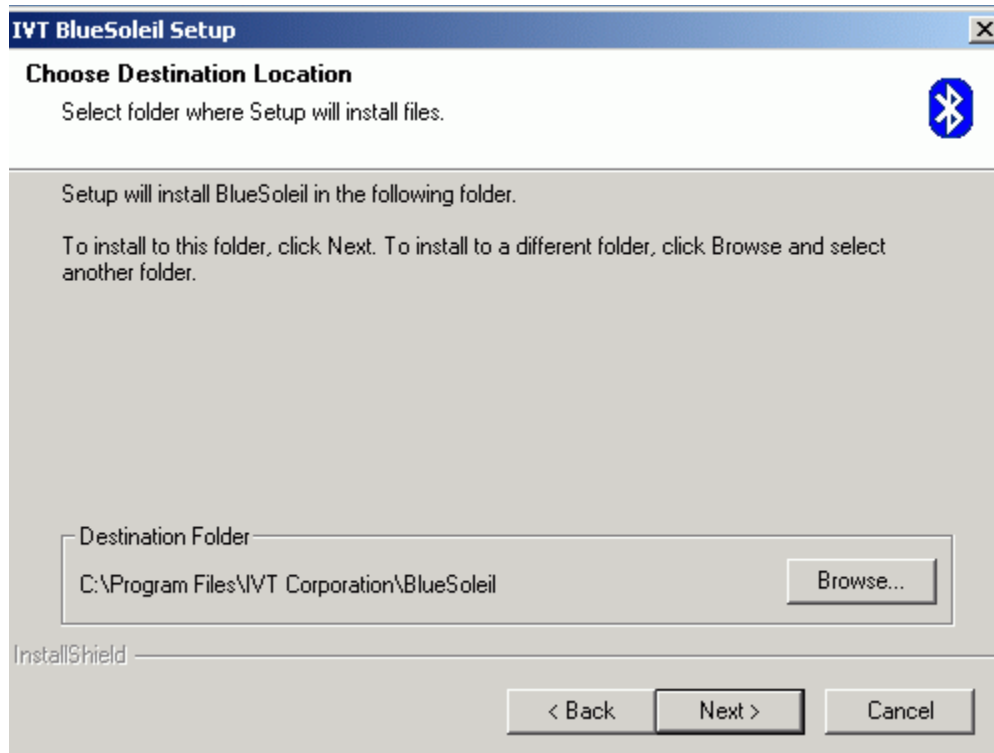 IVT BlueSoleil Setup
Choose Destination Location
Select folder where Setup will install files.
Setup will install BlueSoleil in the following folder.
To install to this folder, click Next. To install to a different folder, click Browse and select
another folder.
Destination Folder
C:\Program Files\IVT Corporation\BlueSoleil
Browse...
InstallShield
< Back
Next >
Cancel